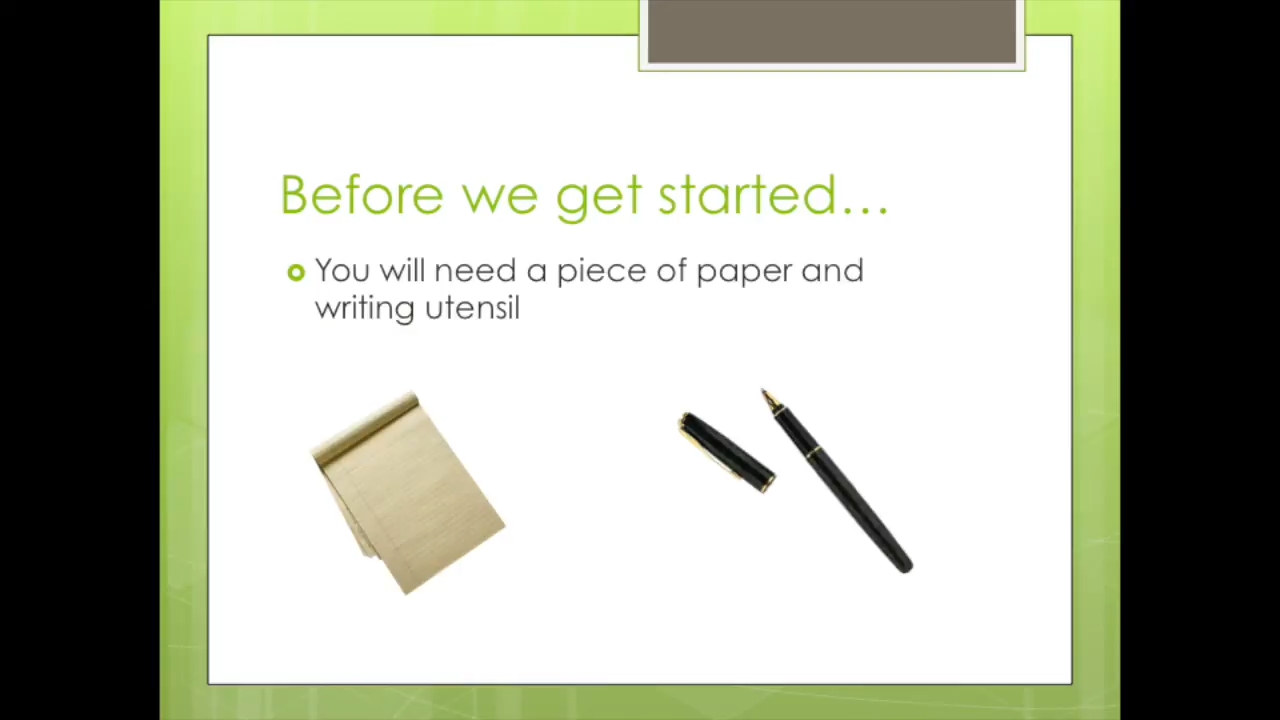 Before we get started…
You will need a piece of paper and
writing utensil